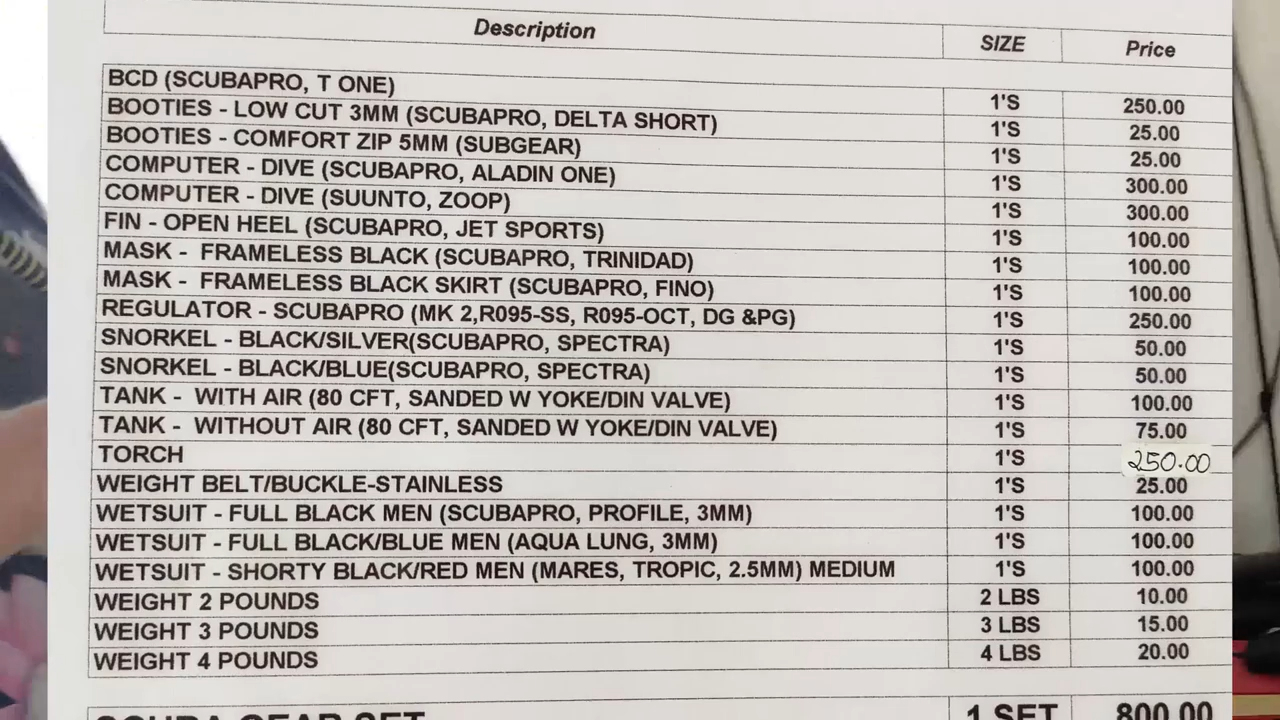 Description SIZE Price
BCD (SCUBAPRO, T ONE) 1'S 250.00
BOOTIES - LOW CUT 3MM (SCUBAPRO, DELTA SHORT) 1'S 25.00
BOOTIES - COMFORT ZIP 5MM (SUBGEAR) 1'S 25.00
COMPUTER - DIVE (SCUBAPRO, ALADIN ONE) 1'S 300.00
COMPUTER - DIVE (SUUNTO, ZOOP) 1'S 300.00
FIN - OPEN HEEL (SCUBAPRO, JET SPORTS) 1'S 100.00
MASK - FRAMELESS BLACK (SCUBAPRO, TRINIDAD) 1'S 100.00
MASK - FRAMELESS BLACK SKIRT (SCUBAPRO, FINO) 1'S 100.00
REGULATOR - SCUBAPRO (MK 2,R095-SS, R095-OCT, DG &PG) 1'S 250.00
SNORKEL - BLACK/SILVER(SCUBAPRO, SPECTRA) 1'S 50.00
SNORKEL - BLACK/BLUE(SCUBAPRO, SPECTRA) 1'S 50.00
TANK - WITH AIR (80 CFT, SANDED W YOKE/DIN VALVE) 1'S 100.00
TANK - WITHOUT AIR (80 CFT, SANDED W YOKE/DIN VALVE) 1'S 75.00
TORCH 1'S 250.00
WEIGHT BELT/BUCKLE-STAINLESS 1'S 25.00
WETSUIT - FULL BLACK MEN (SCUBAPRO, PROFILE, 3MM) 1'S 100.00
WETSUIT - FULL BLACK/BLUE MEN (AQUA LUNG, 3MM) 1'S 100.00
WETSUIT - SHORTY BLACK/RED MEN (MARES, TROPIC, 2.5MM) MEDIUM 1'S 100.00
WEIGHT 2 POUNDS 2 LBS 10.00
WEIGHT 3 POUNDS 3 LBS 15.00
WEIGHT 4 POUNDS 4 LBS 20.00
SCUBA GEAR SET 1 SET 800.00